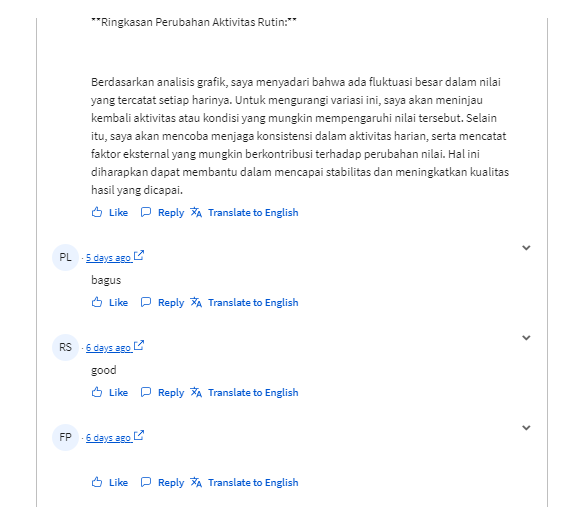 **Ringkasan Perubahan Aktivitas Rutin:**
Berdasarkan analisis grafik, saya menyadari bahwa ada fluktuasi besar dalam nilai
yang tercatat setiap harinya. Untuk mengurangi variasi ini, saya akan meninjau
kembali aktivitas atau kondisi yang mungkin mempengaruhi nilai tersebut. Selain
itu, saya akan mencoba menjaga konsistensi dalam aktivitas harian, serta mencatat
faktor eksternal yang mungkin berkontribusi terhadap perubahan nilai. Hal ini
diharapkan dapat membantu dalam mencapai stabilitas dan meningkatkan kualitas
hasil yang dicapai.
Like Reply Translate to English
PL · 5 days ago
bagus
Like Reply Translate to English
RS · 6 days ago
good
Like Reply Translate to English
FP · 6 days ago
Like Reply Translate to English